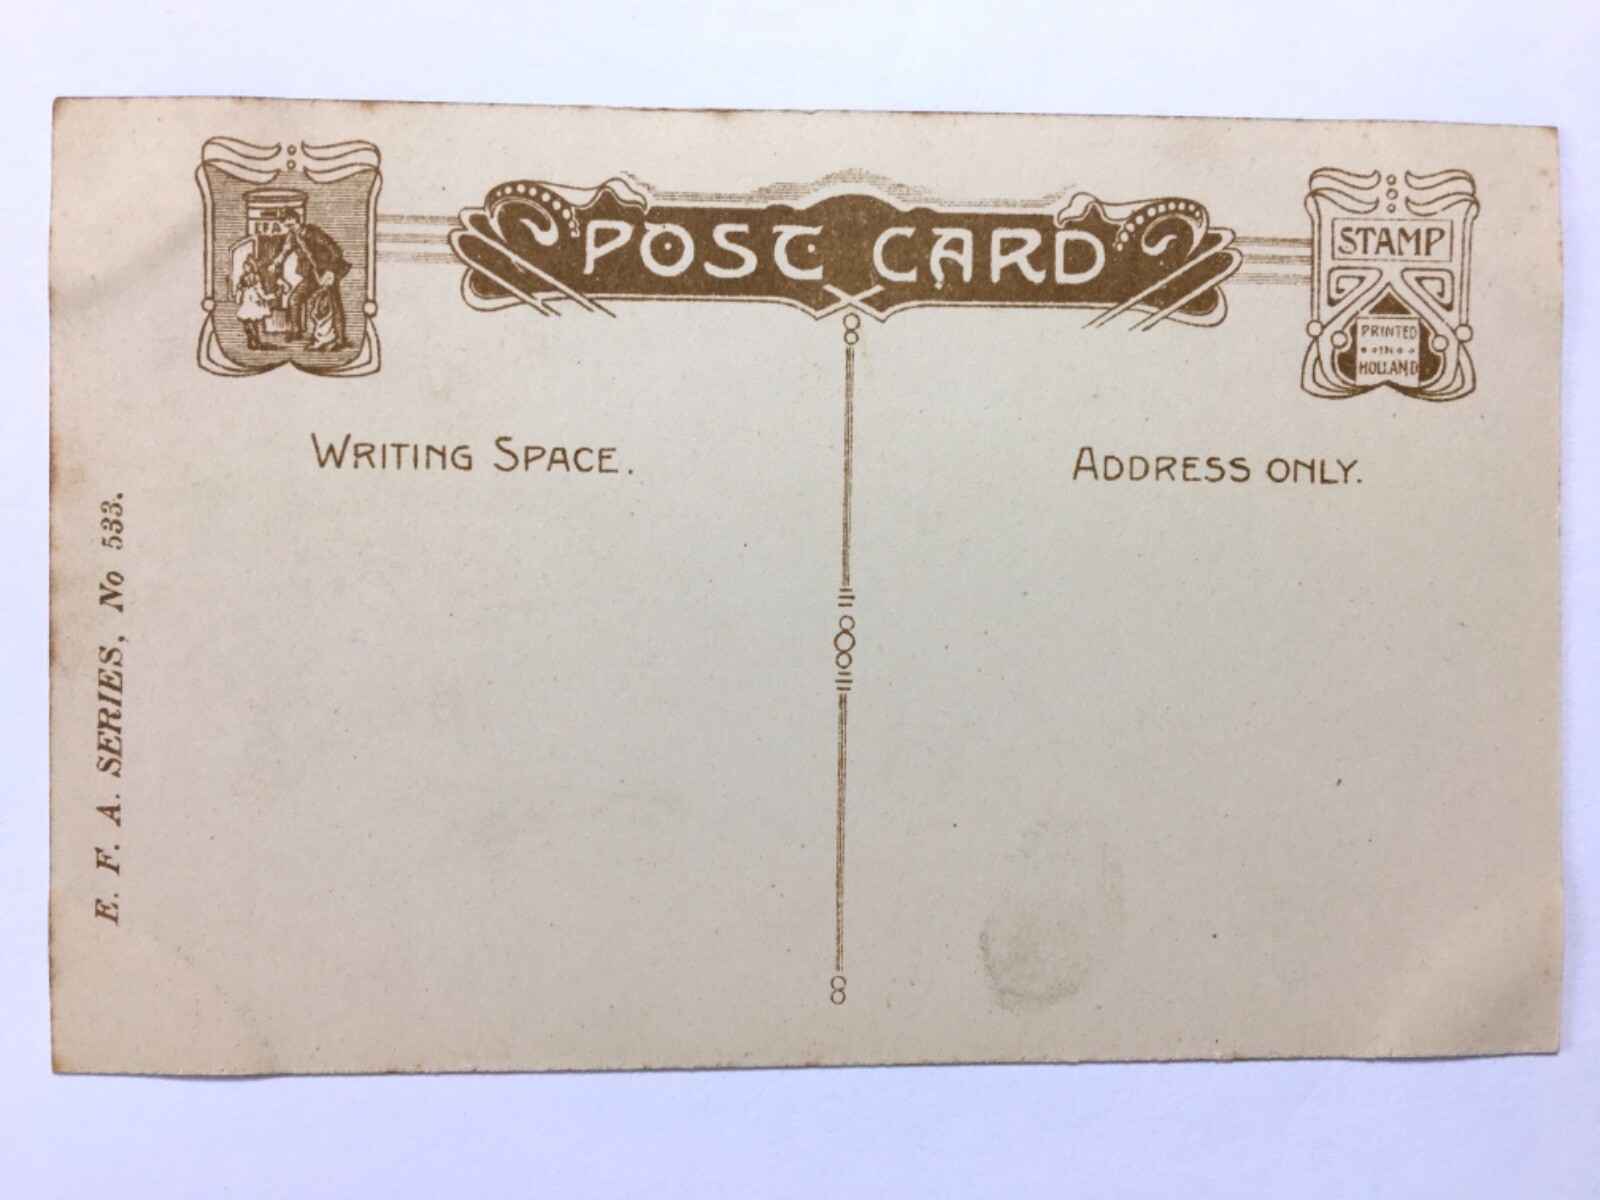 EFA
POST CARD
STAMP
PRINTED
IN
HOLLAND
WRITING SPACE.
ADDRESS ONLY.
E. F. A. SERIES, No 533.